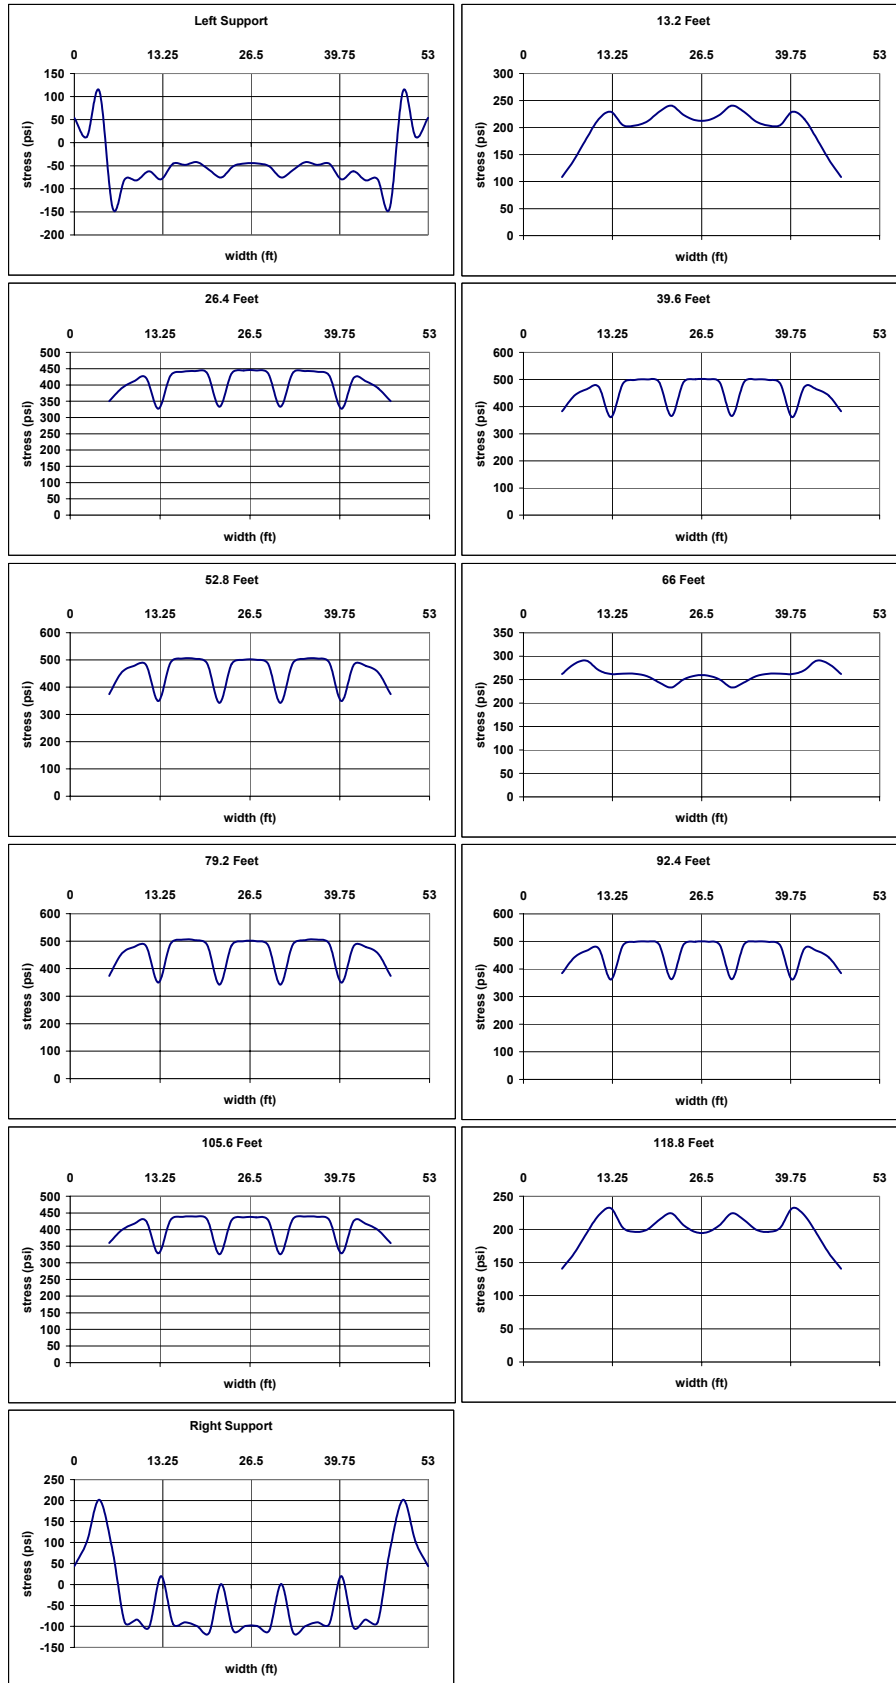 Left Support
0 13.25 26.5 39.75 53
150
100
50
0
-50
-100
-150
-200
stress (psi)
width (ft)
13.2 Feet
0 13.25 26.5 39.75 53
300
250
200
150
100
50
0
stress (psi)
width (ft)
26.4 Feet
0 13.25 26.5 39.75 53
500
450
400
350
300
250
200
150
100
50
0
stress (psi)
width (ft)
39.6 Feet
0 13.25 26.5 39.75 53
600
500
400
300
200
100
0
stress (psi)
width (ft)
52.8 Feet
0 13.25 26.5 39.75 53
600
500
400
300
200
100
0
stress (psi)
width (ft)
66 Feet
0 13.25 26.5 39.75 53
350
300
250
200
150
100
50
0
stress (psi)
width (ft)
79.2 Feet
0 13.25 26.5 39.75 53
600
500
400
300
200
100
0
stress (psi)
width (ft)
92.4 Feet
0 13.25 26.5 39.75 53
600
500
400
300
200
100
0
stress (psi)
width (ft)
105.6 Feet
0 13.25 26.5 39.75 53
500
450
400
350
300
250
200
150
100
50
0
stress (psi)
width (ft)
118.8 Feet
0 13.25 26.5 39.75 53
250
200
150
100
50
0
stress (psi)
width (ft)
Right Support
0 13.25 26.5 39.75 53
250
200
150
100
50
0
-50
-100
-150
stress (psi)
width (ft)